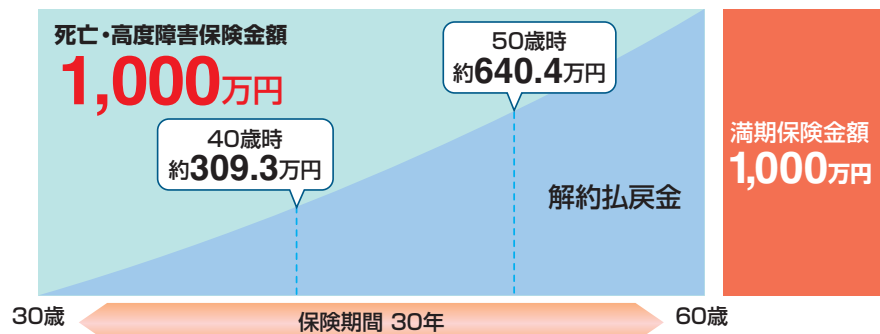 死亡・高度障害保険金額
1,000万円
50歳時
約640.4万円
40歳時
約309.3万円
満期保険金額
1,000万円
解約払戻金
30歳
保険期間 30年
60歳